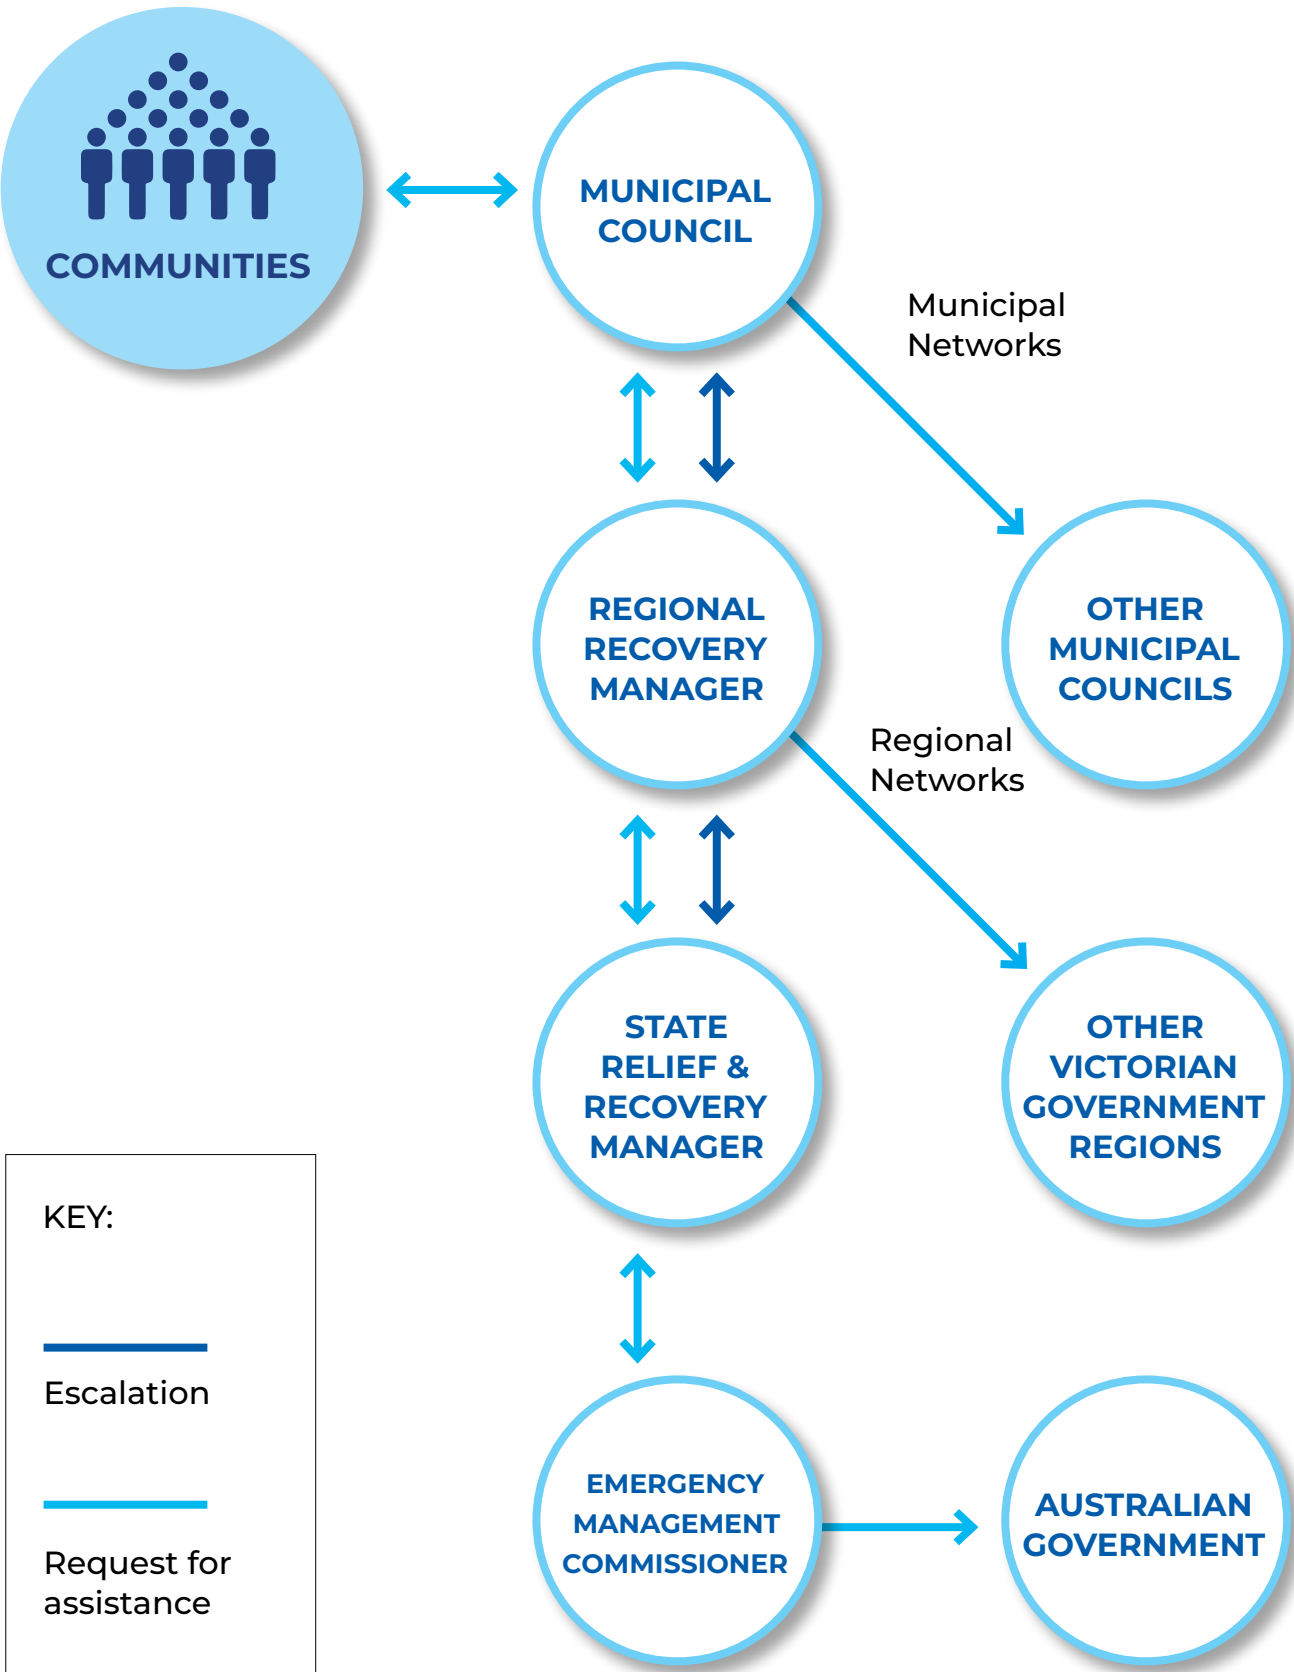 COMMUNITIES
MUNICIPAL
COUNCIL
Municipal
Networks
REGIONAL
RECOVERY
MANAGER
OTHER
MUNICIPAL
COUNCILS
Regional
Networks
STATE
RELIEF &
RECOVERY
MANAGER
OTHER
VICTORIAN
GOVERNMENT
REGIONS
EMERGENCY
MANAGEMENT
COMMISSIONER
AUSTRALIAN
GOVERNMENT
KEY:
Escalation
Request for
assistance